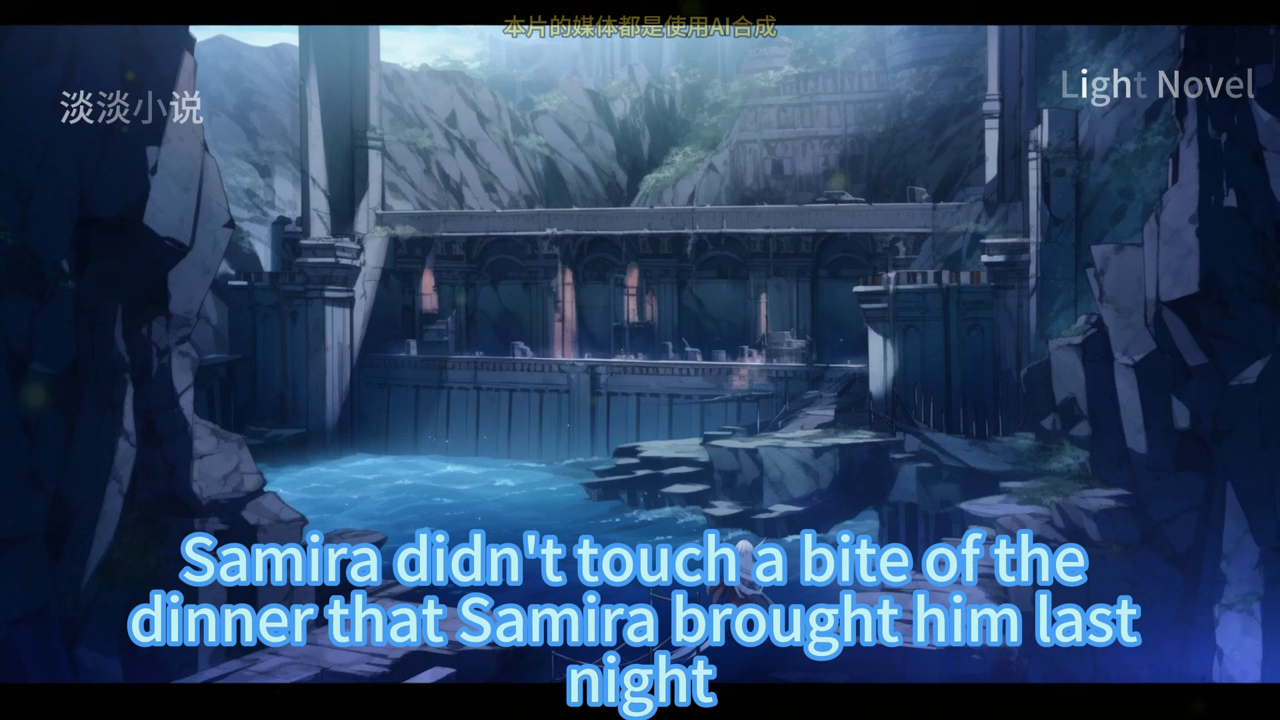 本片的媒体都是使用AI合成
淡淡小说
Light Novel
Samira didn't touch a bite of the
dinner that Samira brought him last
night